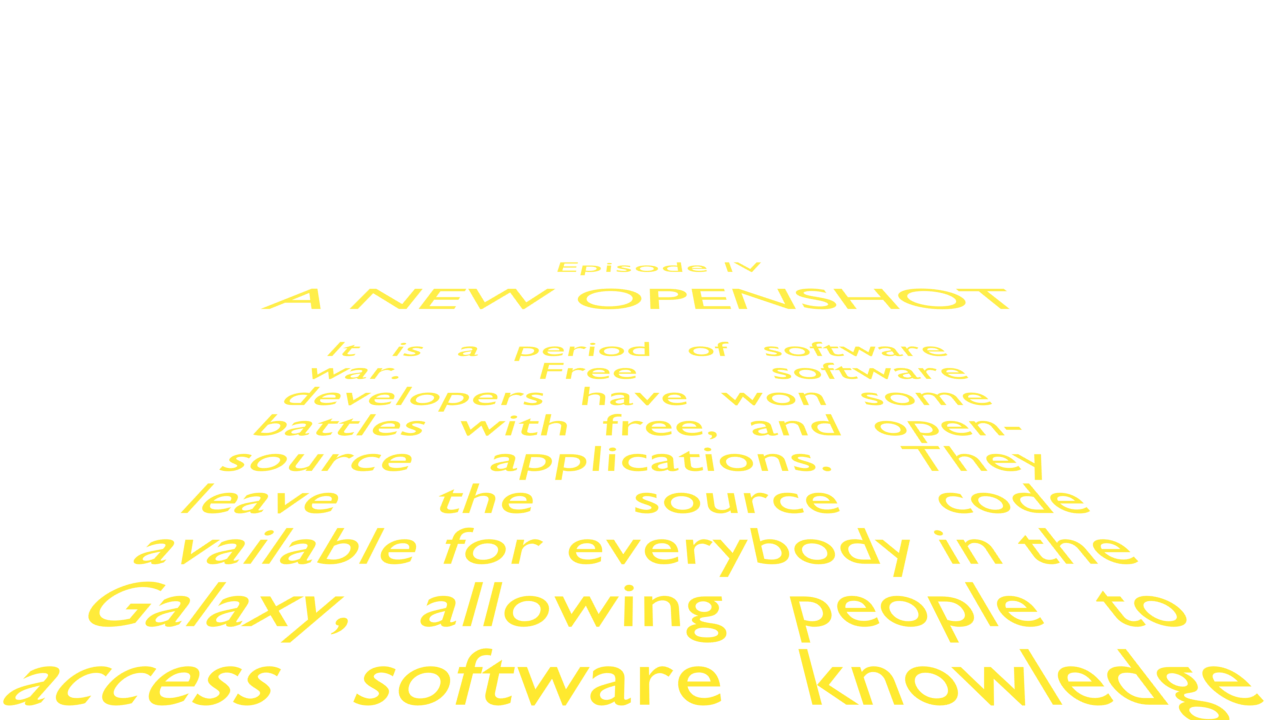 Episode IV
A NEW OPENSHOT
It is a period of software
war. Free software
developers have won some
battles with free, and open-
source applications. They
leave the source code
available for everybody in the
Galaxy, allowing people to
access software knowledge